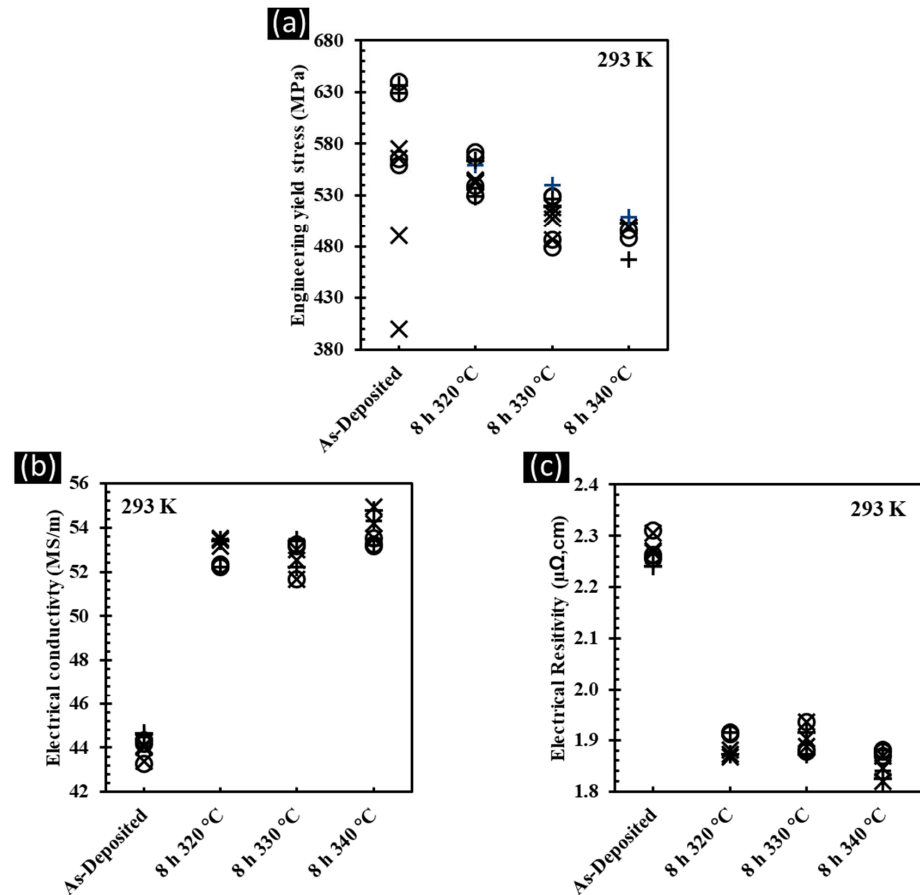 (a)
Engineering yield stress (MPa)
680
630
580
530
480
430
380
293 K
As-Deposited
8 h 320 °C
8 h 330 °C
8 h 340 °C
(b)
Electrical conductivty (MS/m)
56
54
52
50
48
46
44
42
293 K
As-Deposited
8 h 320 °C
8 h 330 °C
8 h 340 °C
(c)
Electrical Resitivity (μΩ,cm)
2.4
2.3
2.2
2.1
2.0
1.9
1.8
293 K
As-Deposited
8 h 320 °C
8 h 330 °C
8 h 340 °C